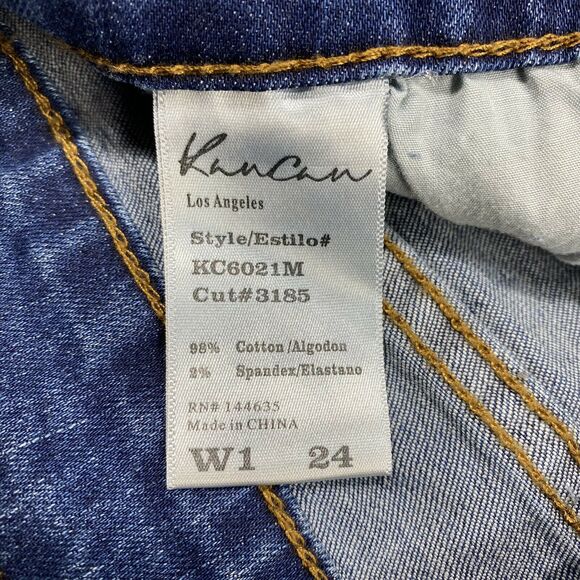 KanCan
Los Angeles
Style/Estilo#
KC6021M
Cut#3185
98% Cotton/Algodon
2% Spandex/Elastano
RN# 144635
Made in CHINA
W1 24